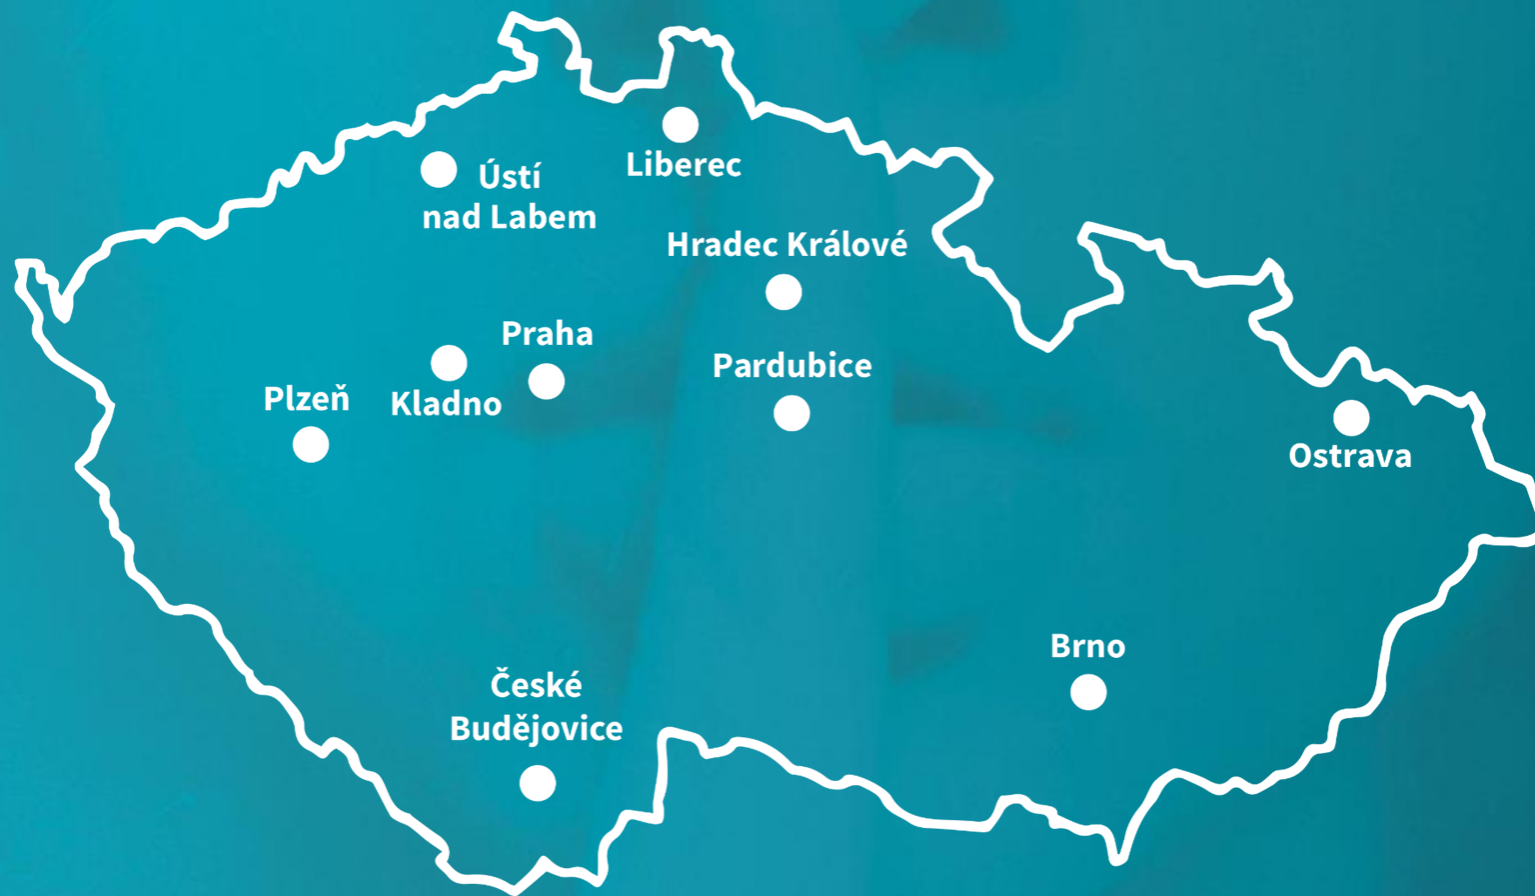 Liberec
Ústí
nad Labem
Hradec Králové
Praha
Pardubice
Plzeň
Kladno
Ostrava
Brno
České
Budějovice